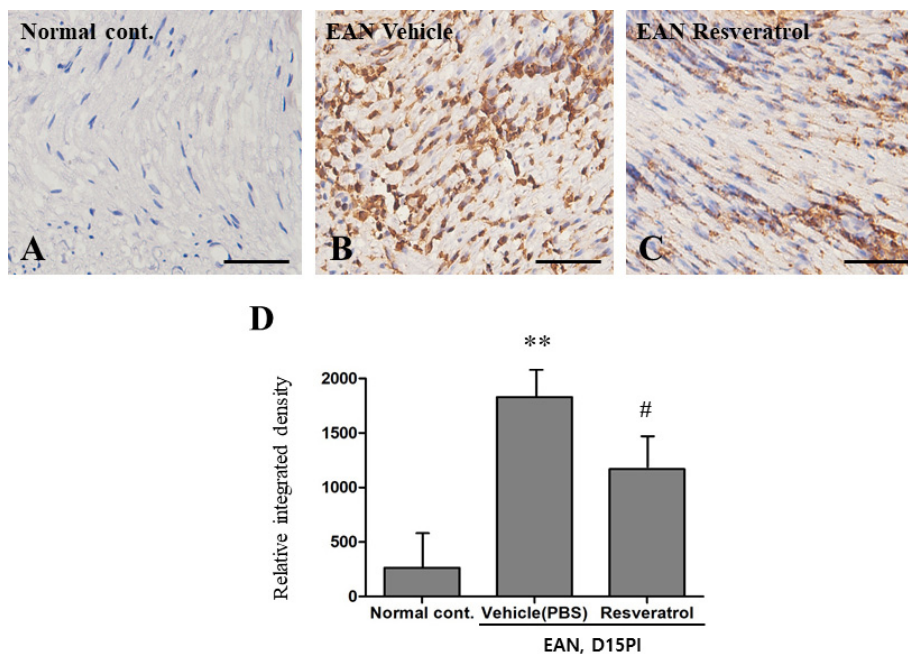 Normal cont.
EAN Vehicle
EAN Resveratrol
A
B
C
D
**
#
Relative integrated density
2000
1500
1000
500
0
Normal cont. Vehicle(PBS) Resveratrol
EAN, D15PI